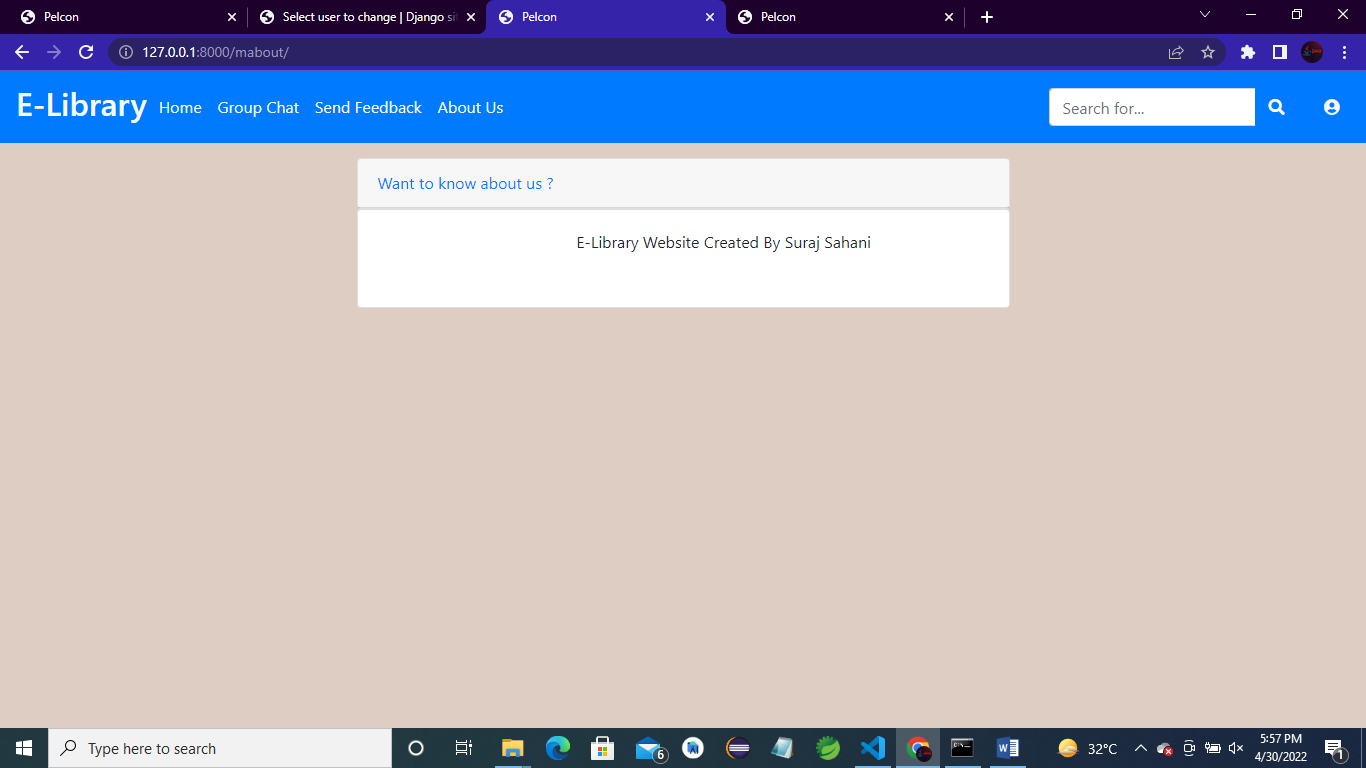 Pelcon
Select user to change | Django si
Pelcon
Pelcon
127.0.0.1:8000/mabout/
E-Library Home Group Chat Send Feedback About Us
Search for...
Want to know about us ?
E-Library Website Created By Suraj Sahani
Type here to search
6
32°C
5:57 PM
4/30/2022
1